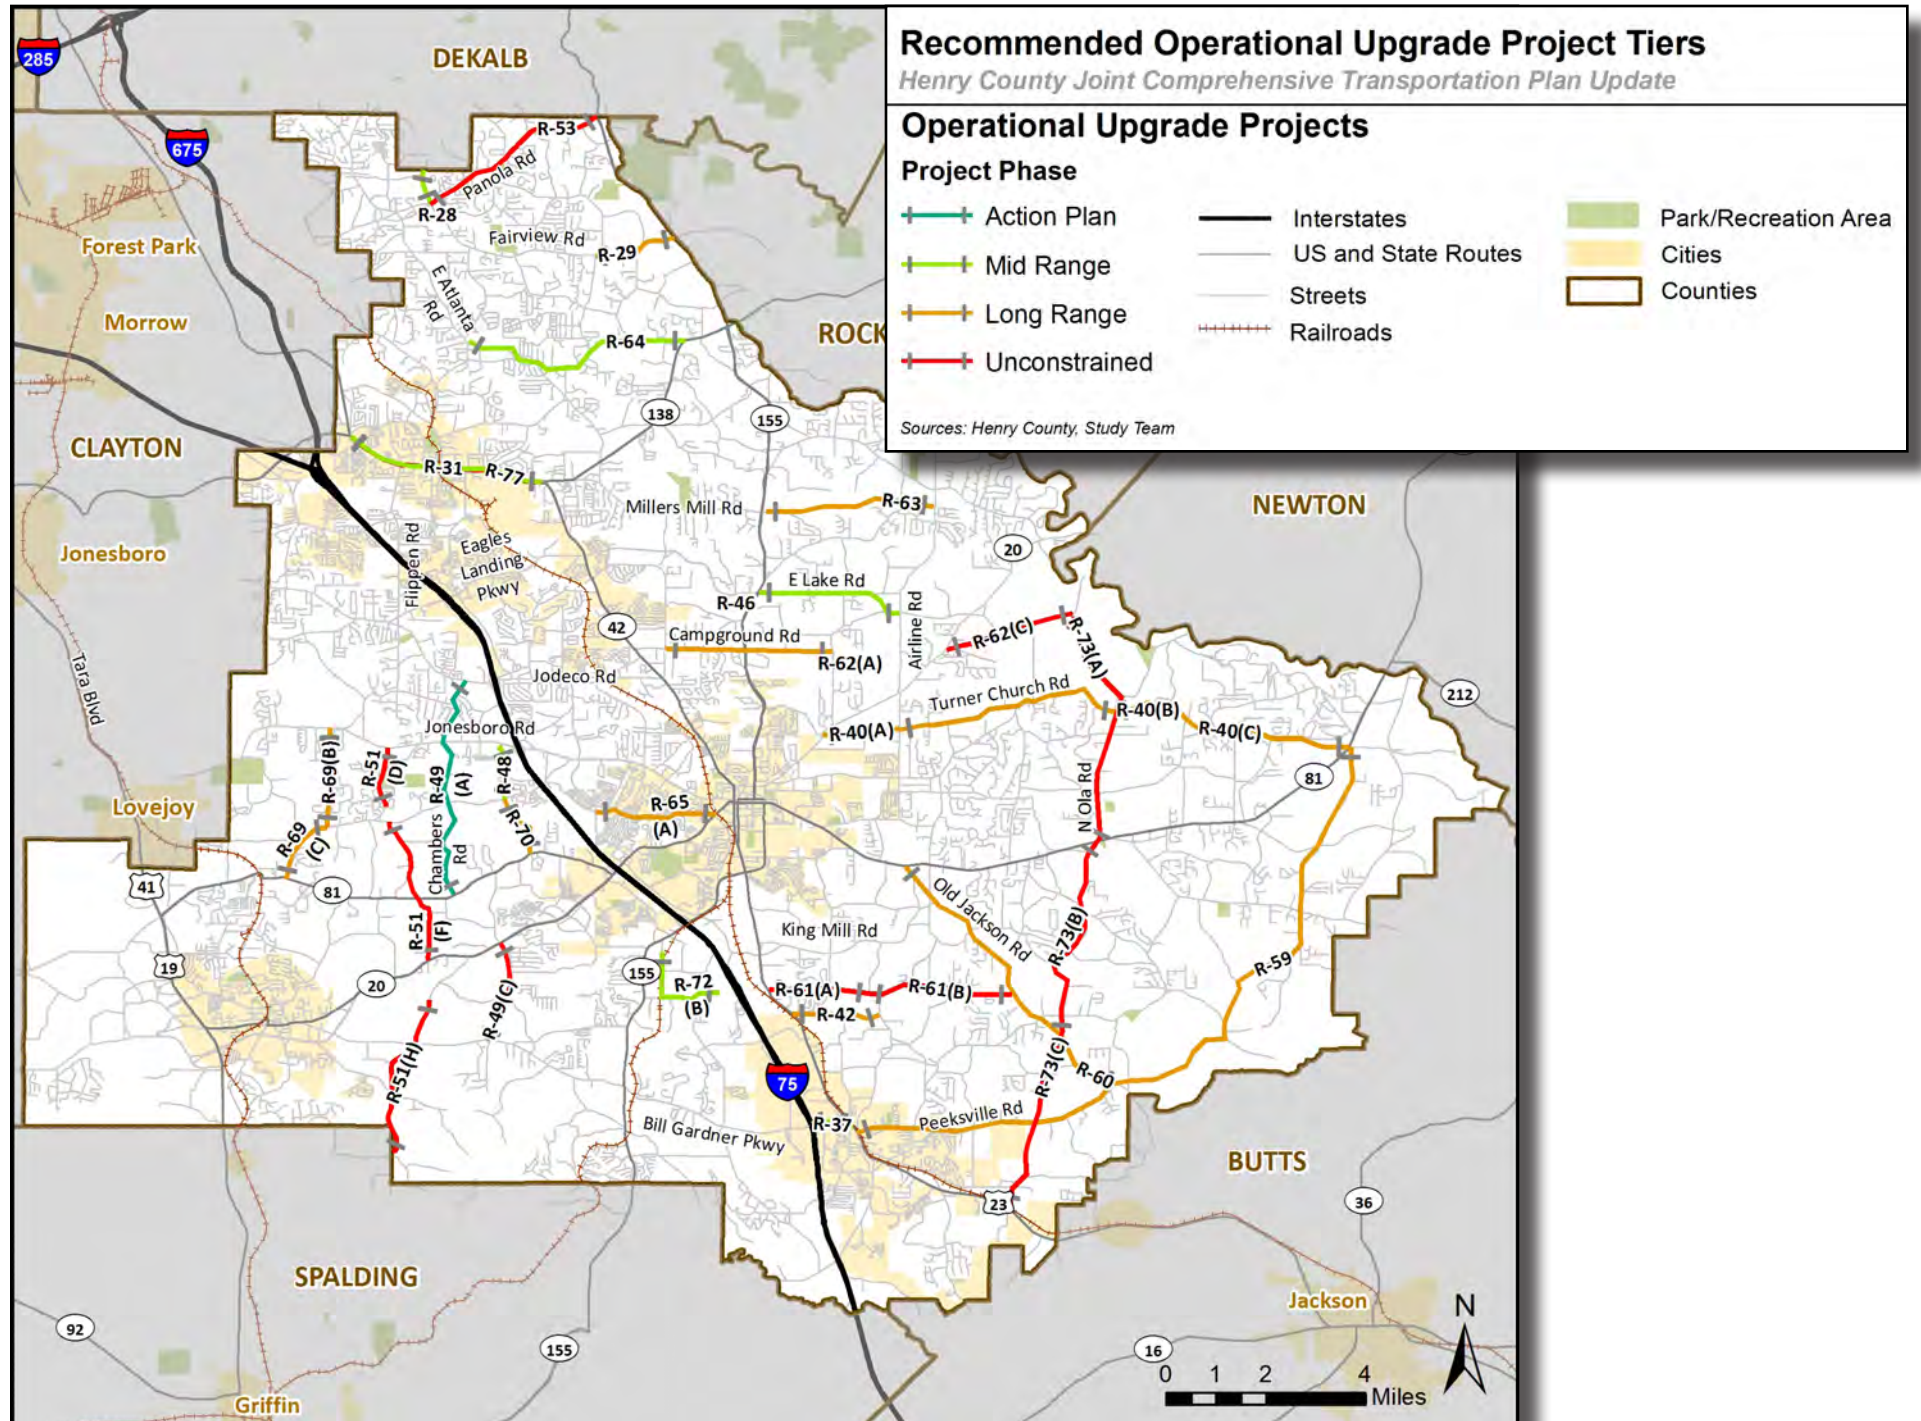 Recommended Operational Upgrade Project Tiers
Henry County Joint Comprehensive Transportation Plan Update
Operational Upgrade Projects
Project Phase
Action Plan
Mid Range
Long Range
Unconstrained
Interstates
US and State Routes
Streets
Railroads
Park/Recreation Area
Cities
Counties
Sources: Henry County, Study Team
285
DEKALB
675
R-53
Panola Rd
R-28
Fairview Rd
R-29
Forest Park
E Atlanta
Rd
Morrow
ROCK
R-64
138
155
CLAYTON
R-31
R-77
Millers Mill Rd
R-63
NEWTON
Jonesboro
Flippen Rd
Eagles
Landing
Pkwy
20
E Lake Rd
R-46
Airline Rd
42
Campground Rd
R-62(A)
R-62(C)
R-73(A)
Tara Blvd
Jodeco Rd
Turner Church Rd
212
R-40(A)
R-40(B)
R-40(C)
Jonesboro Rd
R-69(B)
R-51
(D)
R-49
(A)
R-48
81
N Ola Rd
Lovejoy
R-65
(A)
R-69
(C)
R-70
Chambers
Rd
41
81
Old Jackson Rd
R-51
(F)
King Mill Rd
R-73(B)
R-59
19
20
155
R-72
(B)
R-61(A)
R-61(B)
R-49(C)
R-42
R-51(H)
75
R-73(C)
R-60
R-37
Peeksville Rd
Bill Gardner Pkwy
BUTTS
23
36
SPALDING
Jackson
N
92
155
16
0 1 2 4
Miles
Griffin